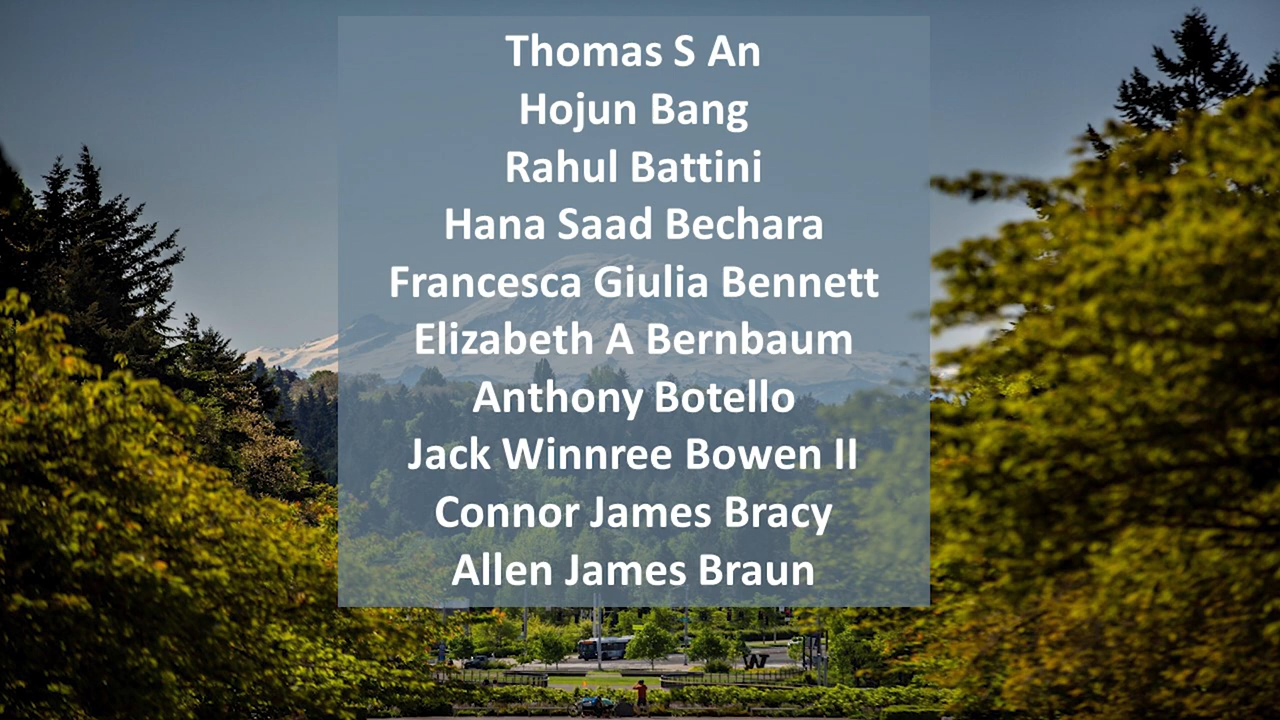 Thomas S An
Hojun Bang
Rahul Battini
Hana Saad Bechara
Francesca Giulia Bennett
Elizabeth A Bernbaum
Anthony Botello
Jack Winnree Bowen II
Connor James Bracy
Allen James Braun
W